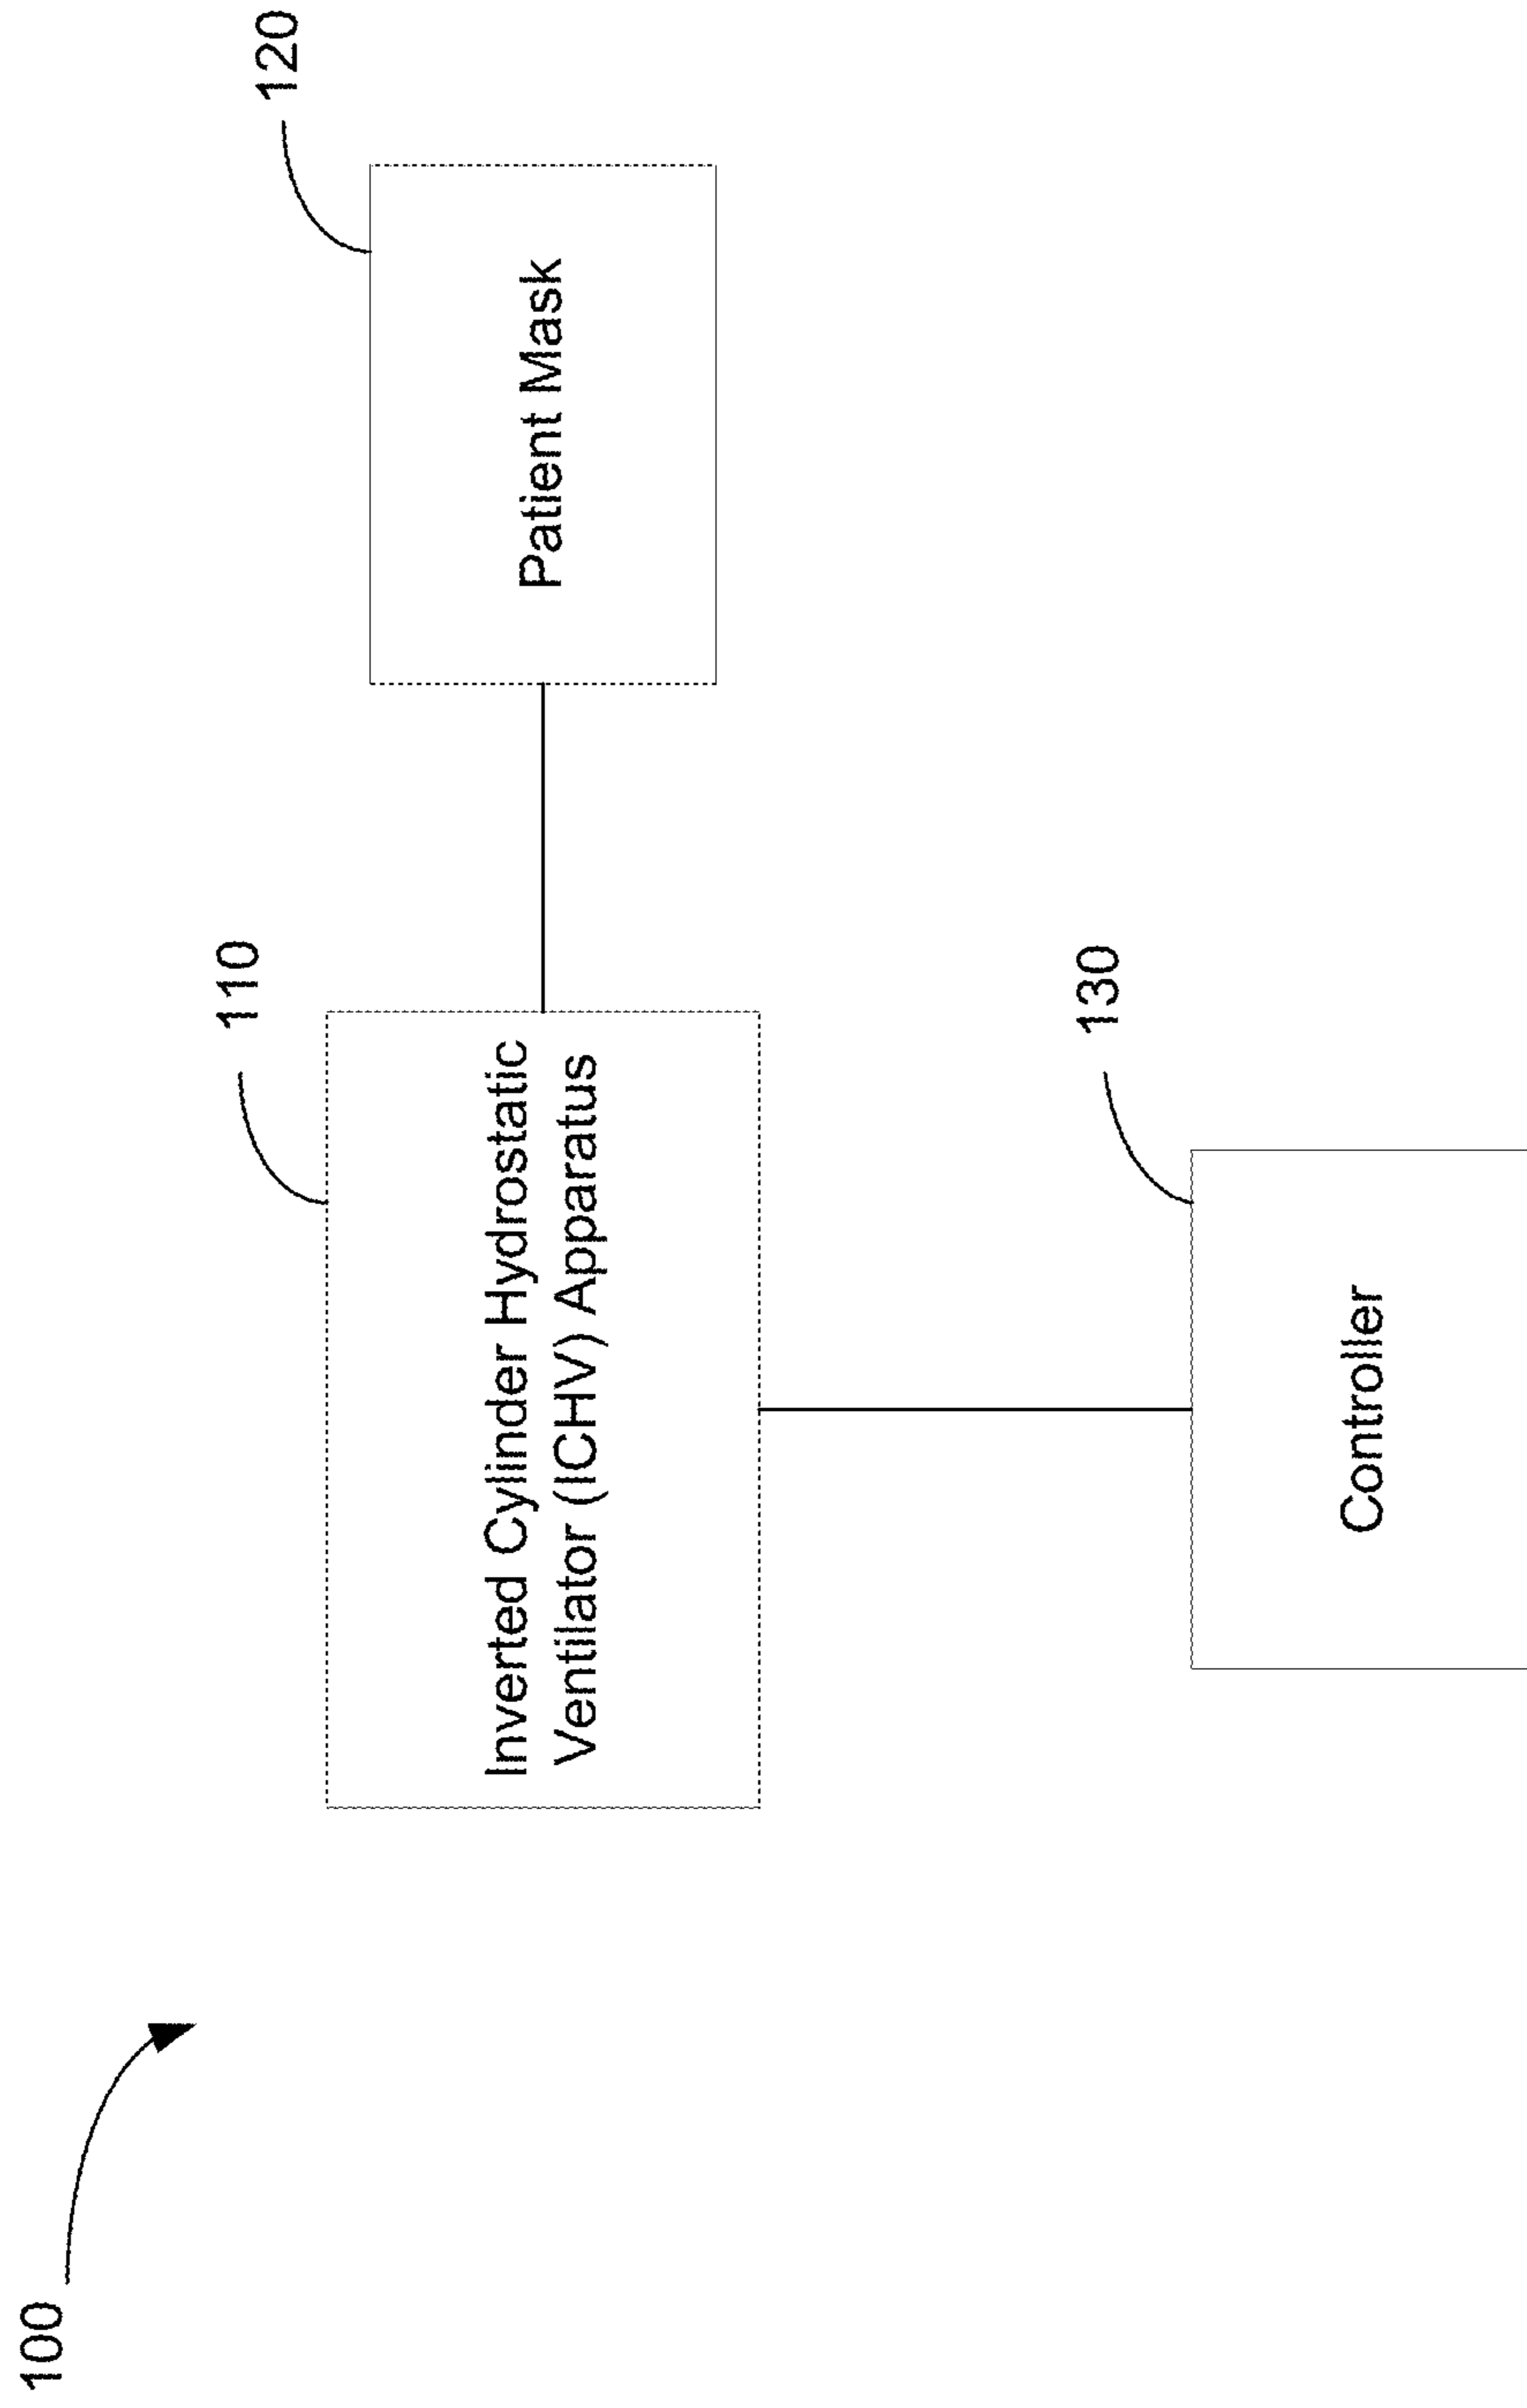 100
110
120
Inverted Cylinder Hydrostatic
Ventilator (ICHV) Apparatus
Patient Mask
130
Controller